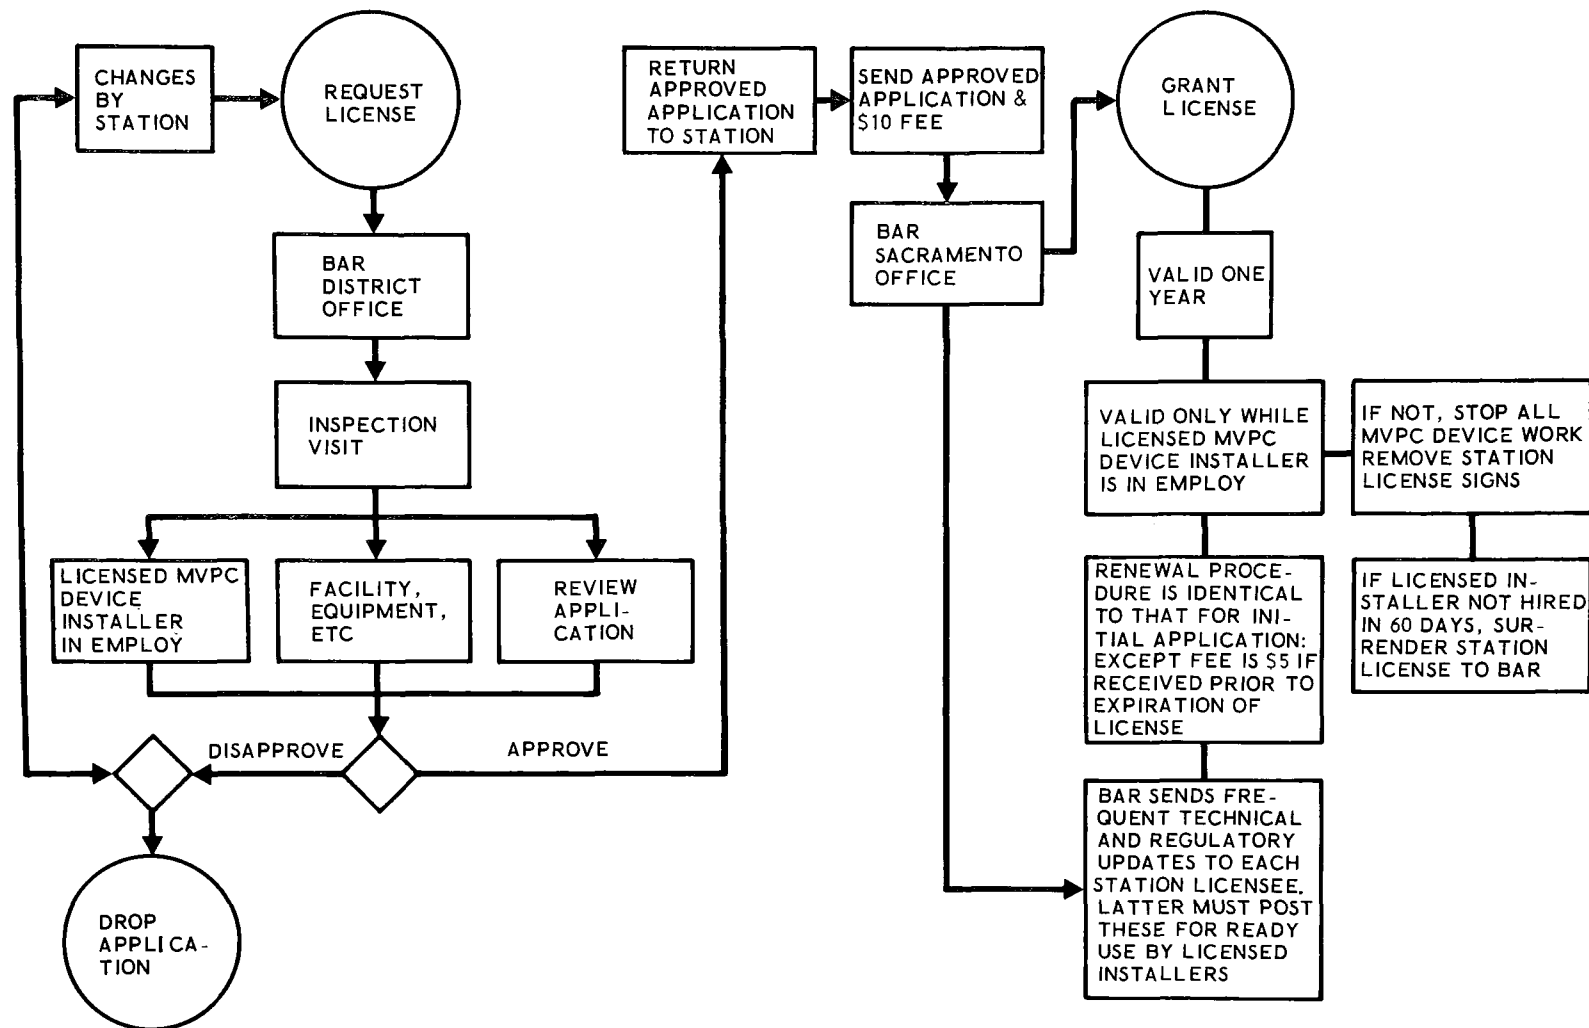 CHANGES
BY
STATION
REQUEST
LICENSE
BAR
DISTRICT
OFFICE
INSPECTION
VISIT
LICENSED MVPC
DEVICE
INSTALLER
IN EMPLOY
FACILITY,
EQUIPMENT,
ETC
REVIEW
APPLI-
CATION
DISAPPROVE
APPROVE
DROP
APPLICA-
TION
RETURN
APPROVED
APPLICATION
TO STATION
SEND APPROVED
APPLICATION &
$10 FEE
BAR
SACRAMENTO
OFFICE
GRANT
LICENSE
VALID ONE
YEAR
VALID ONLY WHILE
LICENSED MVPC
DEVICE INSTALLER
IS IN EMPLOY
IF NOT, STOP ALL
MVPC DEVICE WORK
REMOVE STATION
LICENSE SIGNS
IF LICENSED IN-
STALLER NOT HIRED
IN 60 DAYS, SUR-
RENDER STATION
LICENSE TO BAR
RENEWAL PROCE-
DURE IS IDENTICAL
TO THAT FOR INI-
TIAL APPLICATION:
EXCEPT FEE IS $5 IF
RECEIVED PRIOR TO
EXPIRATION OF
LICENSE
BAR SENDS FRE-
QUENT TECHNICAL
AND REGULATORY
UPDATES TO EACH
STATION LICENSEE.
LATTER MUST POST
THESE FOR READY
USE BY LICENSED
INSTALLERS